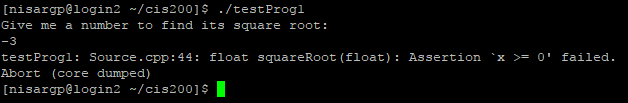 [nisargp@login2 ~/cis200]$ ./testProg1
Give me a number to find its square root:
-3
testProg1: Source.cpp:44: float squareRoot(float): Assertion `x >= 0' failed.
Abort (core dumped)
[nisargp@login2 ~/cis200]$